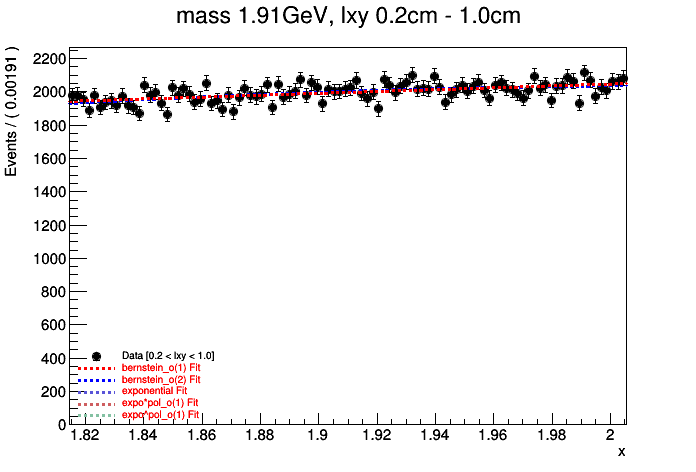 mass 1.91GeV, lxy 0.2cm - 1.0cm
Events / ( 0.00191 )
2200
2000
1800
1600
1400
1200
1000
800
600
400
200
0
Data [0.2 < lxy < 1.0]
bernstein_o(1) Fit
bernstein_o(2) Fit
exponential Fit
expo*pol_o(1) Fit
expo*pol_o(1) Fit
1.82 1.84 1.86 1.88 1.9 1.92 1.94 1.96 1.98 2
x